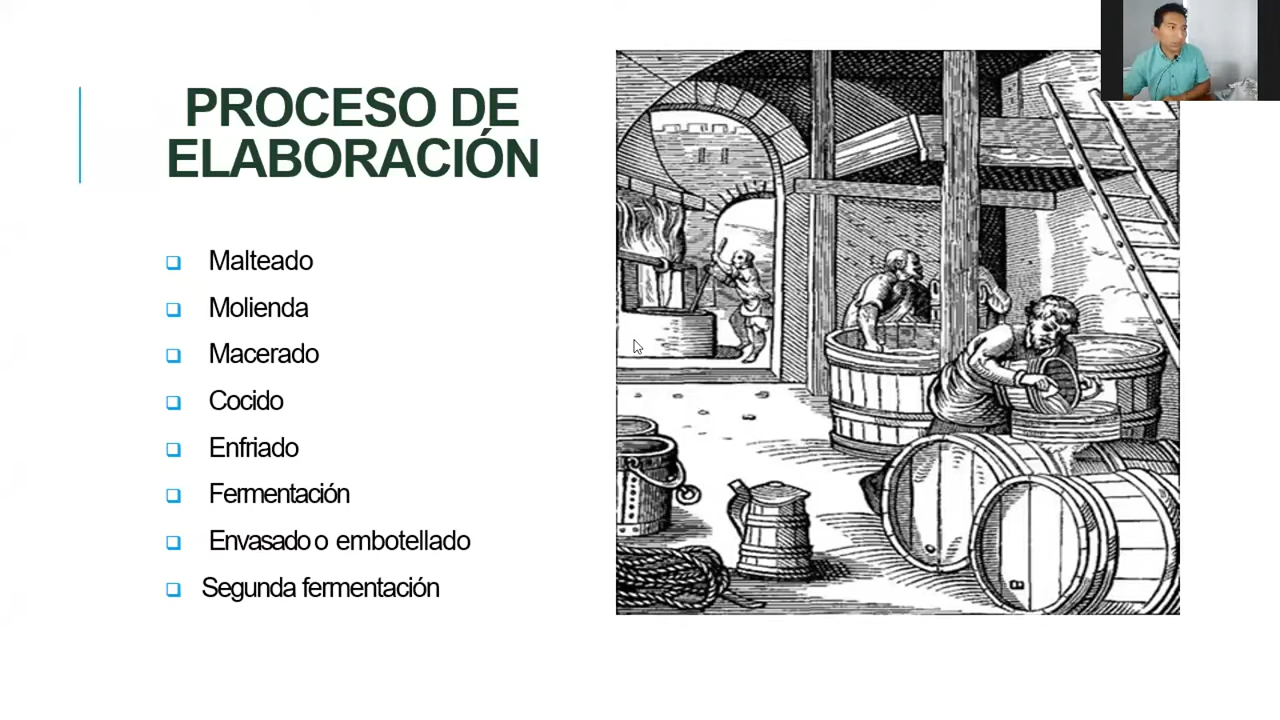 PROCESO DE
ELABORACIÓN
Malteado
Molienda
Macerado
Cocido
Enfriado
Fermentación
Envasado o embotellado
Segunda fermentación